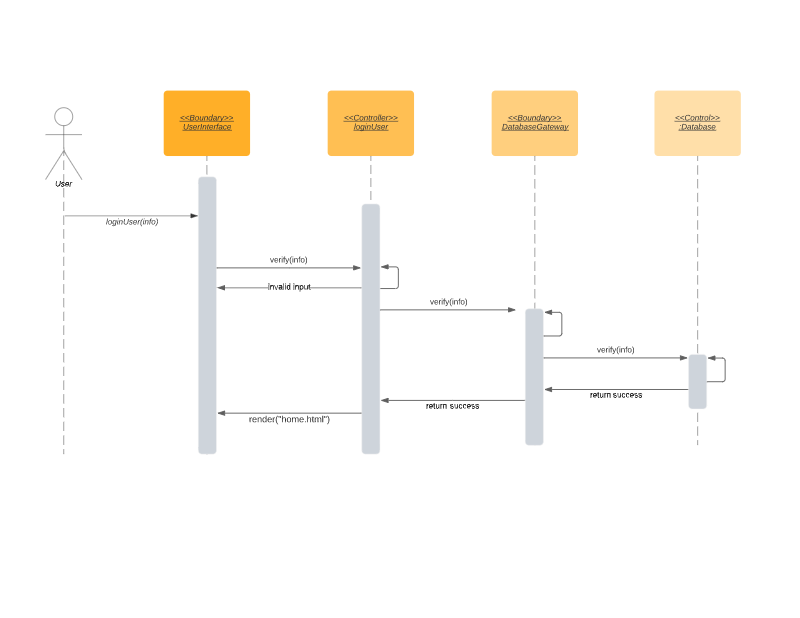 <<Boundary>>
UserInterface
<<Controller>>
loginUser
<<Boundary>>
DatabaseGateway
<<Control>>
:Database
User
loginUser(info)
verify(info)
Invalid Input
verify(info)
verify(info)
return success
return success
render("home.html")